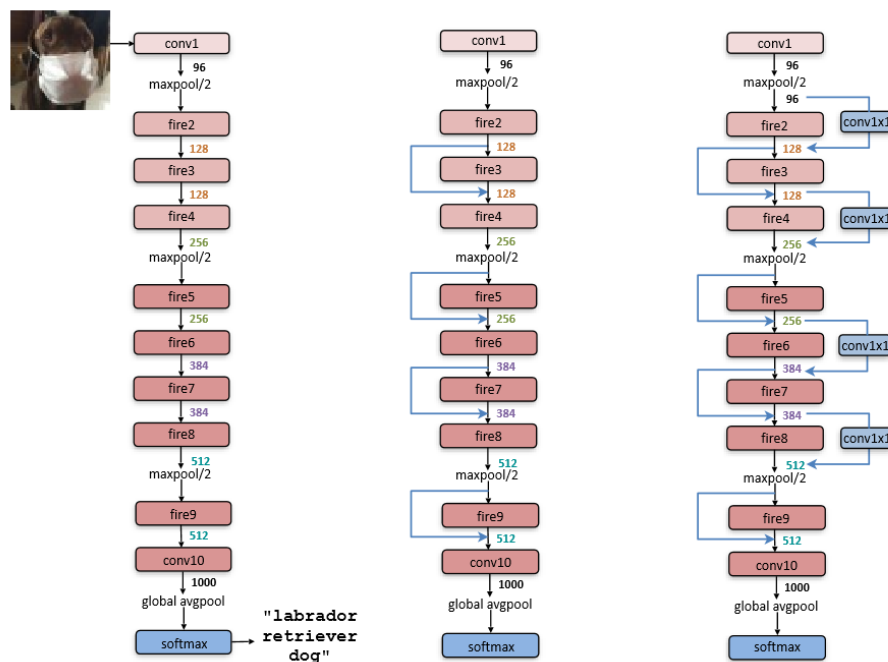 conv1
96
maxpool/2
fire2
128
fire3
128
fire4
256
maxpool/2
fire5
256
fire6
384
fire7
384
fire8
512
maxpool/2
fire9
512
conv10
1000
global avgpool
softmax
"labrador
retriever
dog"
conv1
96
maxpool/2
fire2
128
fire3
128
fire4
256
maxpool/2
fire5
256
fire6
384
fire7
384
fire8
512
maxpool/2
fire9
512
conv10
1000
global avgpool
softmax
conv1
96
maxpool/2
96
fire2
conv1x1
128
fire3
128
fire4
conv1x1
256
maxpool/2
fire5
256
fire6
conv1x1
384
fire7
384
fire8
conv1x1
512
maxpool/2
fire9
512
conv10
1000
global avgpool
softmax